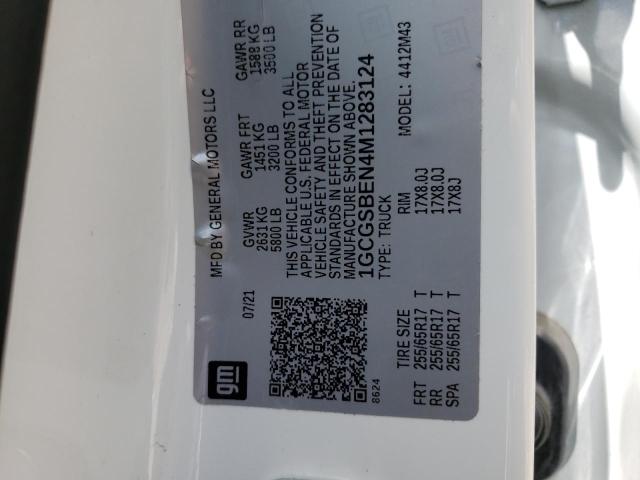 MFD BY GENERAL MOTORS LLC
07/21
GVWR GAWR FRT GAWR RR
2631 KG 1451 KG 1588 KG
5800 LB 3200 LB 3500 LB
THIS VEHICLE CONFORMS TO ALL
APPLICABLE U.S. FEDERAL MOTOR
VEHICLE SAFETY AND THEFT PREVENTION
STANDARDS IN EFFECT ON THE DATE OF
MANUFACTURE SHOWN ABOVE.
1GCGSBEN4M1283124
TYPE: TRUCK MODEL: 4412M43
gm
8624
TIRE SIZE RIM
FRT 255/65R17 T 17X8.0J
RR 255/65R17 T 17X8.0J
SPA 255/65R17 T 17X8J